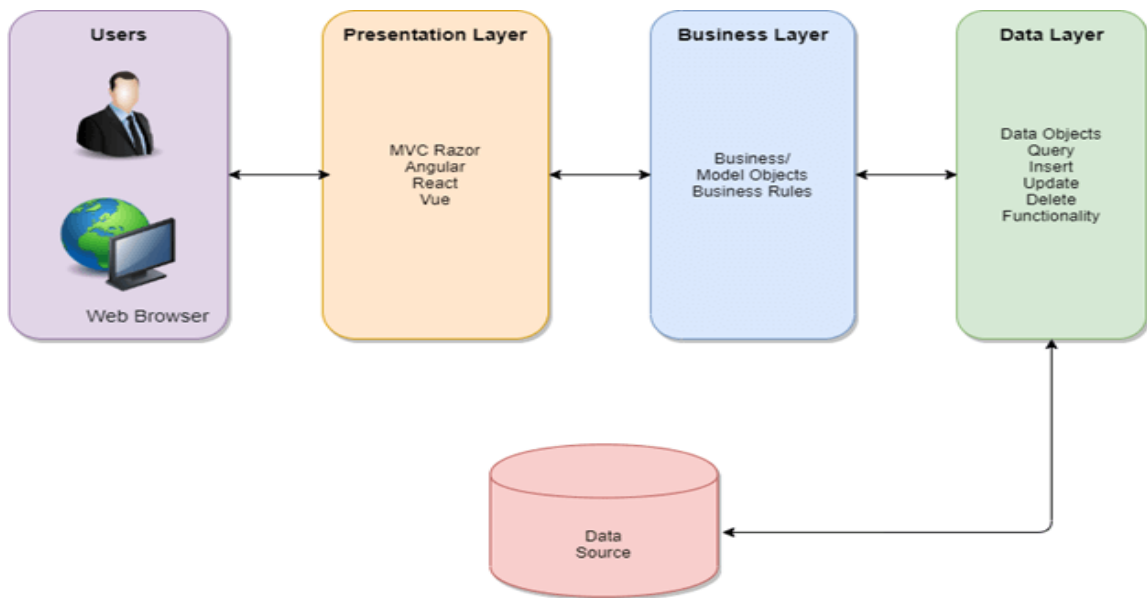 Users
Web Browser
Presentation Layer
MVC Razor
Angular
React
Vue
Business Layer
Business/
Model Objects
Business Rules
Data Layer
Data Objects
Query
Insert
Update
Delete
Functionality
Data
Source